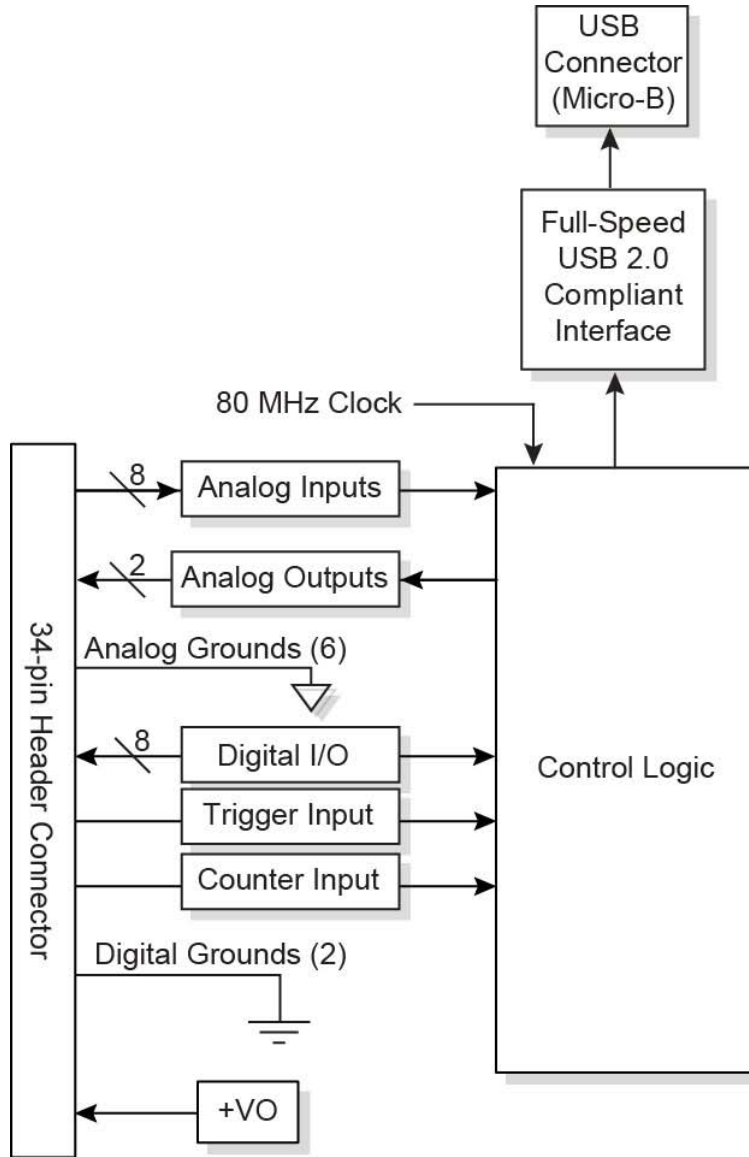 USB
Connector
(Micro-B)
Full-Speed
USB 2.0
Compliant
Interface
80 MHz Clock
8
Analog Inputs
2
Analog Outputs
Analog Grounds (6)
34-pin Header Connector
8
Digital I/O
Control Logic
Trigger Input
Counter Input
Digital Grounds (2)
+VO